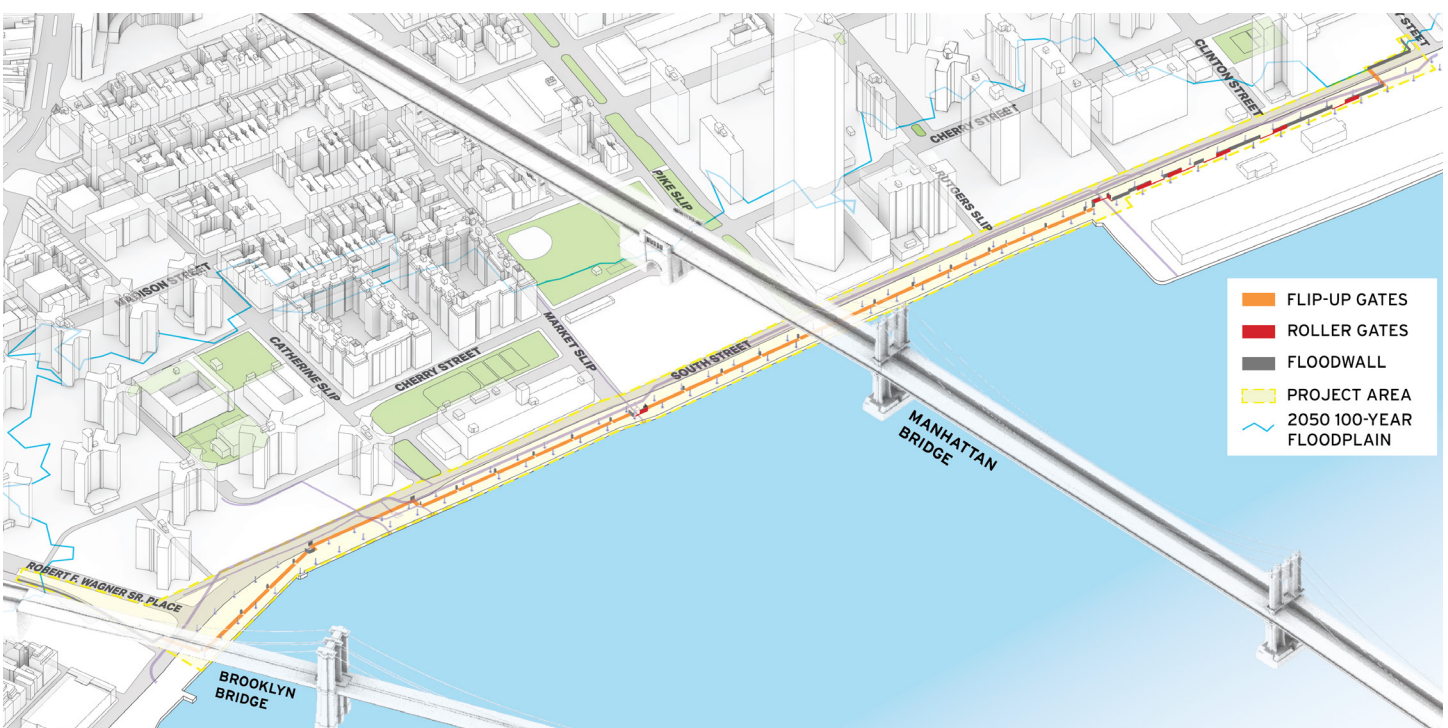 Y STREET
CLINTON STREET
CHERRY STREET
PIKE SLIP
RUTGERS SLIP
MADISON STREET
MARKET SLIP
CATHERINE SLIP
CHERRY STREET
SOUTH STREET
MANHATTAN
BRIDGE
ROBERT F. WAGNER SR. PLACE
BROOKLYN
BRIDGE
FLIP-UP GATES
ROLLER GATES
FLOODWALL
PROJECT AREA
2050 100-YEAR
FLOODPLAIN